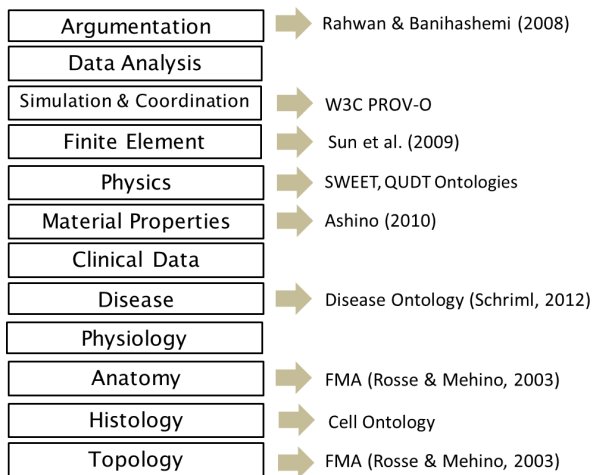 Argumentation Rahwan & Banihashemi (2008)
Data Analysis
Simulation & Coordination W3C PROV-O
Finite Element Sun et al. (2009)
Physics SWEET, QUDT Ontologies
Material Properties Ashino (2010)
Clinical Data
Disease Disease Ontology (Schriml, 2012)
Physiology
Anatomy FMA (Rosse & Mehino, 2003)
Histology Cell Ontology
Topology FMA (Rosse & Mehino, 2003)